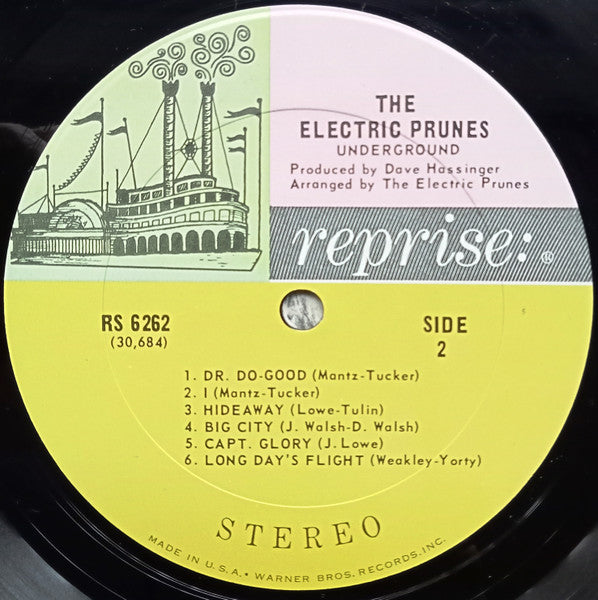 THE
ELECTRIC PRUNES
UNDERGROUND
Produced by Dave Hassinger
Arranged by The Electric Prunes
reprise:®
RS 6262
(30,684)
SIDE
2
1. DR. DO-GOOD (Mantz-Tucker)
2. I (Mantz-Tucker)
3. HIDEAWAY (Lowe-Tulin)
4. BIG CITY (J. Walsh-D. Walsh)
5. CAPT. GLORY (J. Lowe)
6. LONG DAY'S FLIGHT (Weakley-Yorty)
STEREO
MADE IN U.S.A. • WARNER BROS. RECORDS, INC.